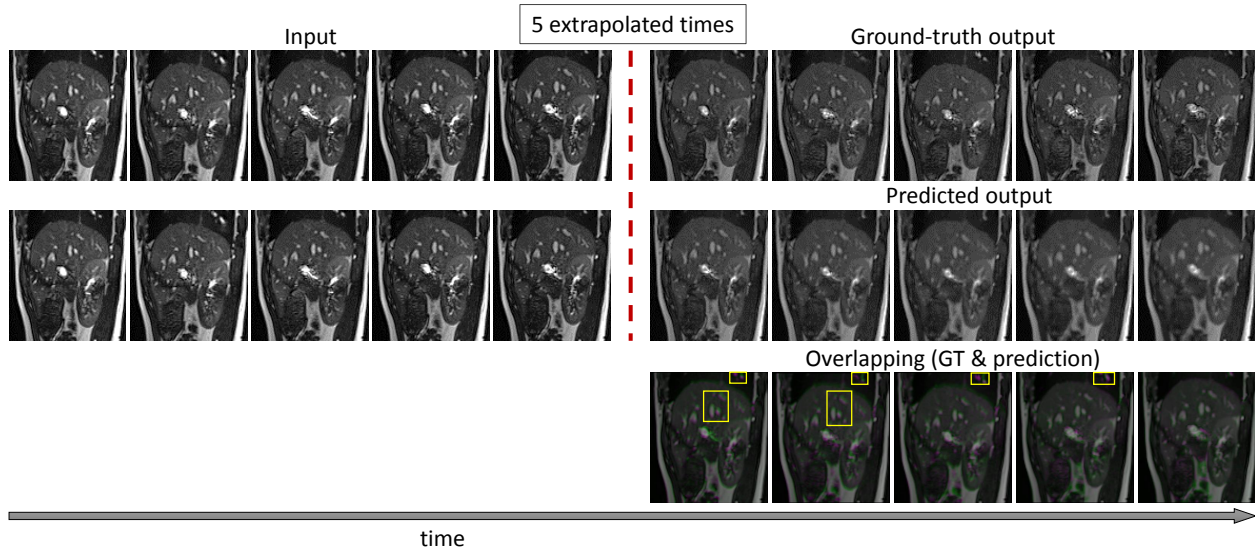 5 extrapolated times
Input
Ground-truth output
Predicted output
Overlapping (GT & prediction)
time